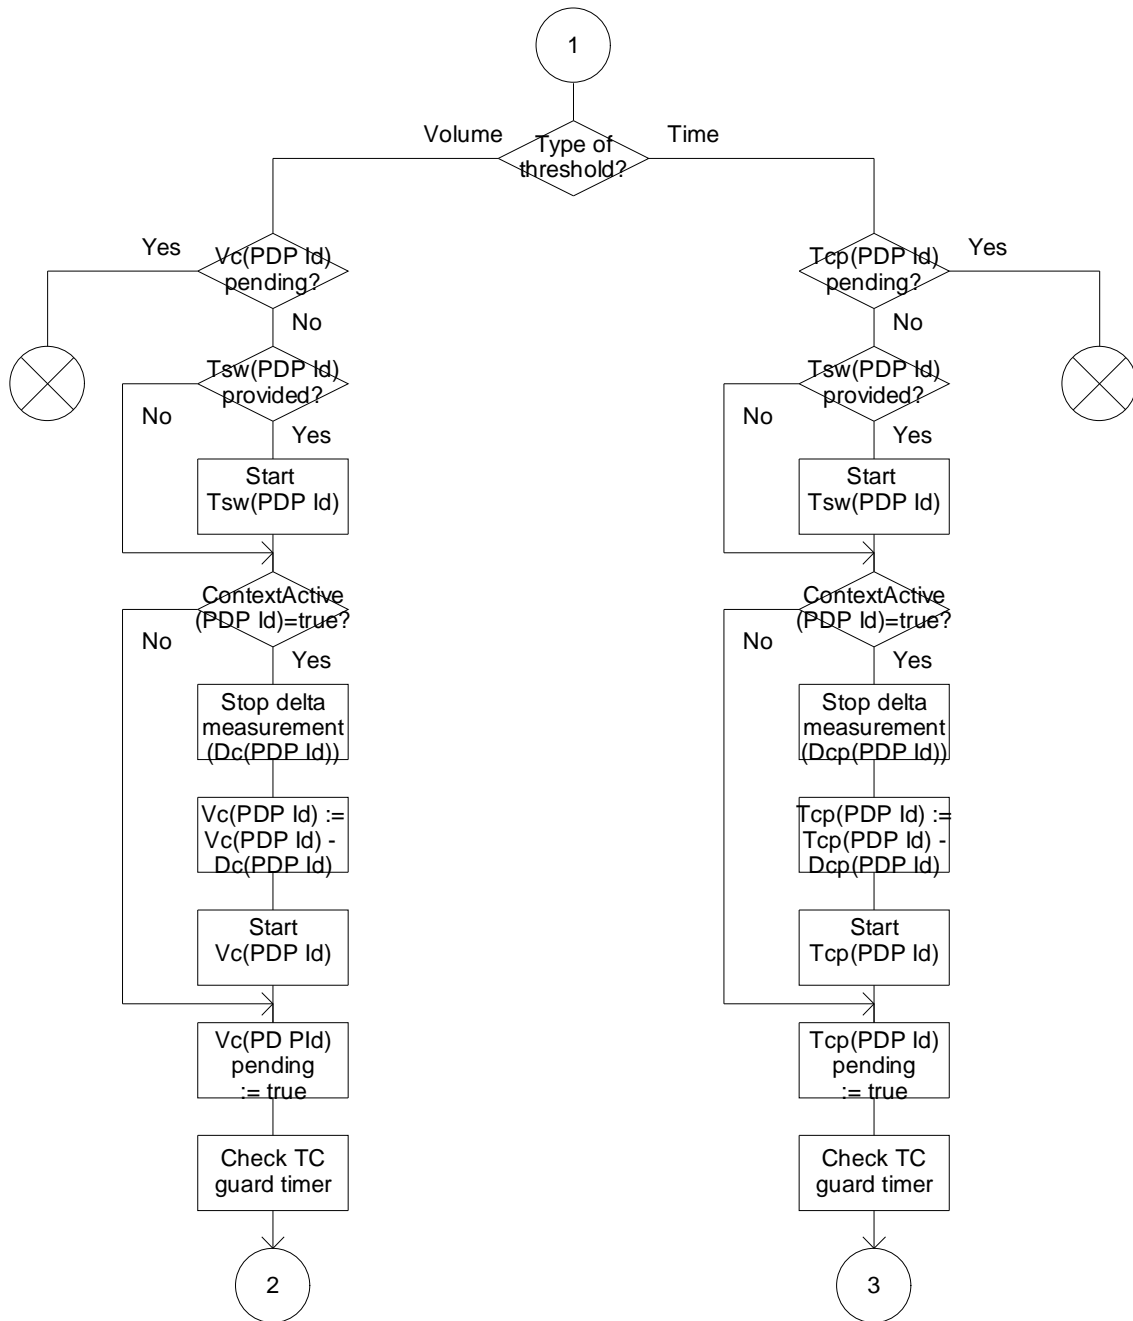 1
Volume
Type of
threshold?
Time
Yes
Vc(PDP Id)
pending?
No
Tcp(PDP Id)
pending?
Yes
No
Tsw(PDP Id)
provided?
No
Yes
Tsw(PDP Id)
provided?
No
Yes
Start
Tsw(PDP Id)
Start
Tsw(PDP Id)
ContextActive
(PDP Id)=true?
No
Yes
ContextActive
(PDP Id)=true?
No
Yes
Stop delta
measurement
(Dc(PDP Id))
Stop delta
measurement
(Dcp(PDP Id))
Vc(PDP Id) :=
Vc(PDP Id) -
Dc(PDP Id)
Tcp(PDP Id) :=
Tcp(PDP Id) -
Dcp(PDP Id)
Start
Vc(PDP Id)
Start
Tcp(PDP Id)
Vc(PD PId)
pending
:= true
Tcp(PDP Id)
pending
:= true
Check TC
guard timer
Check TC
guard timer
2
3